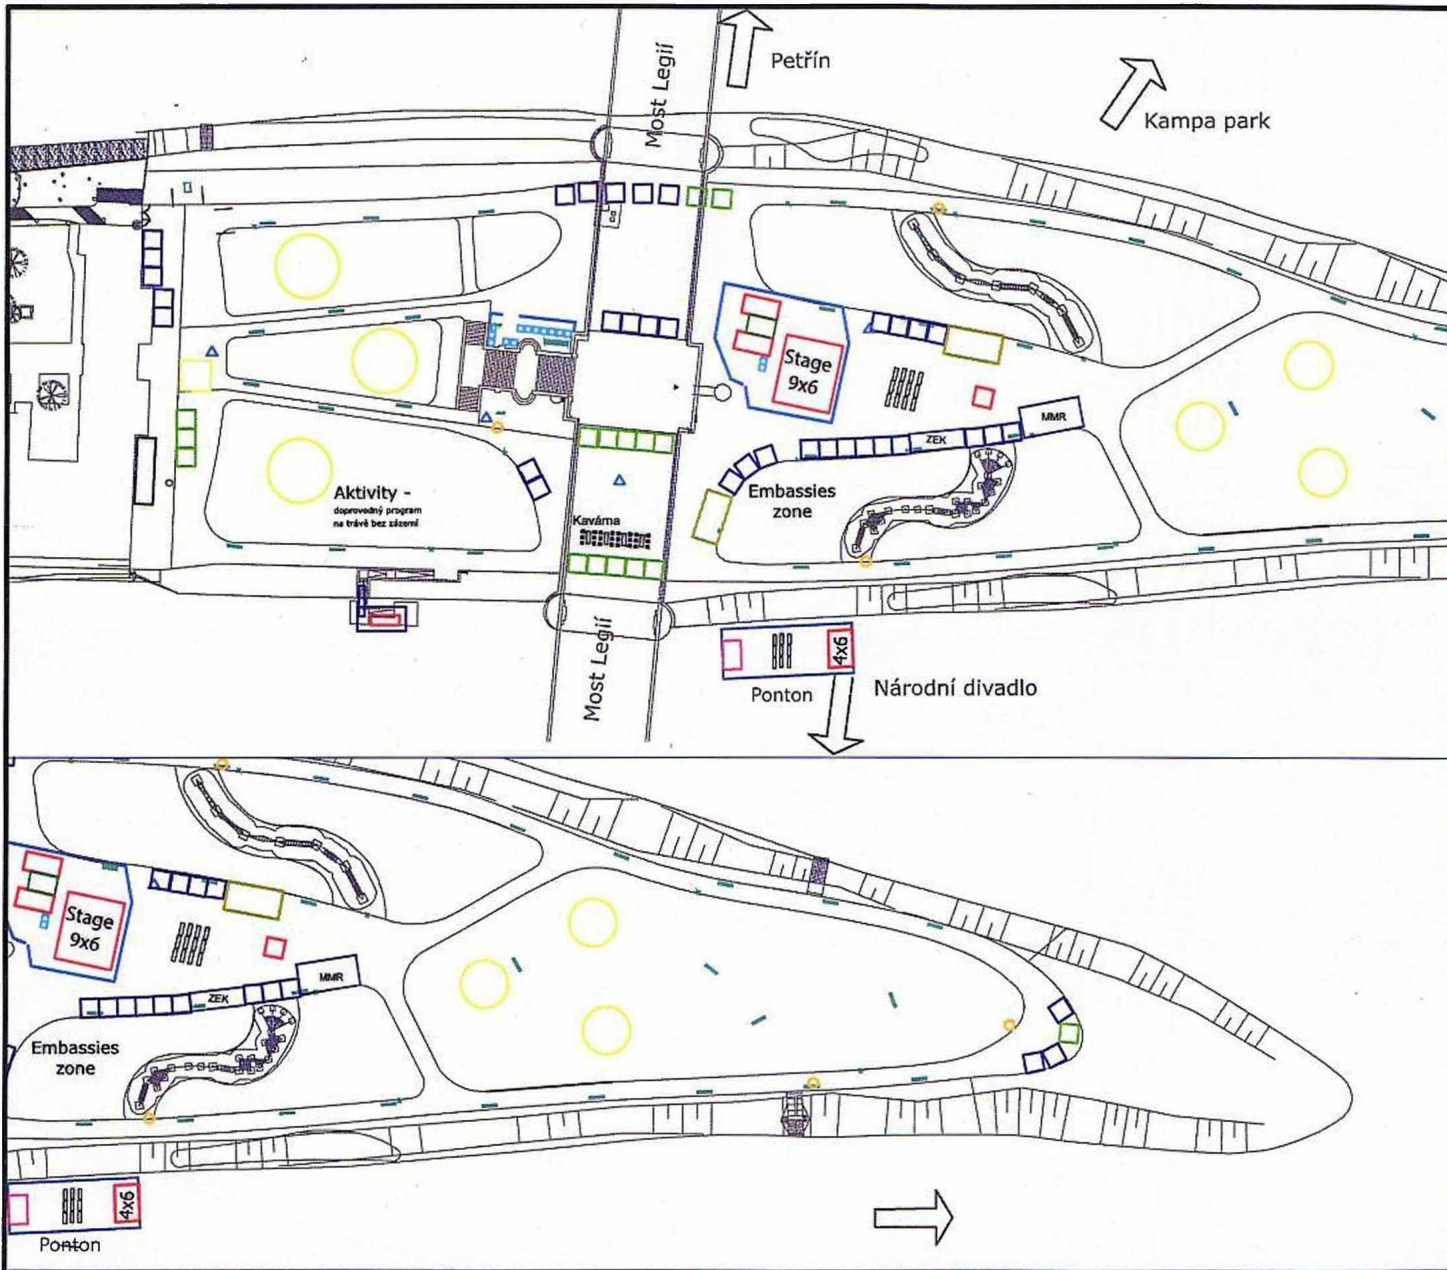 Most Legií
Petřín
Kampa park
Stage
9x6
MMR
ZEK
Embassies
zone
Aktivity -
doprovodný program
na trávě bez zázemí
Kavárna
Most Legií
4x6
Ponton
Národní divadlo
Stage
9x6
MMR
ZEK
Embassies
zone
4x6
Ponton